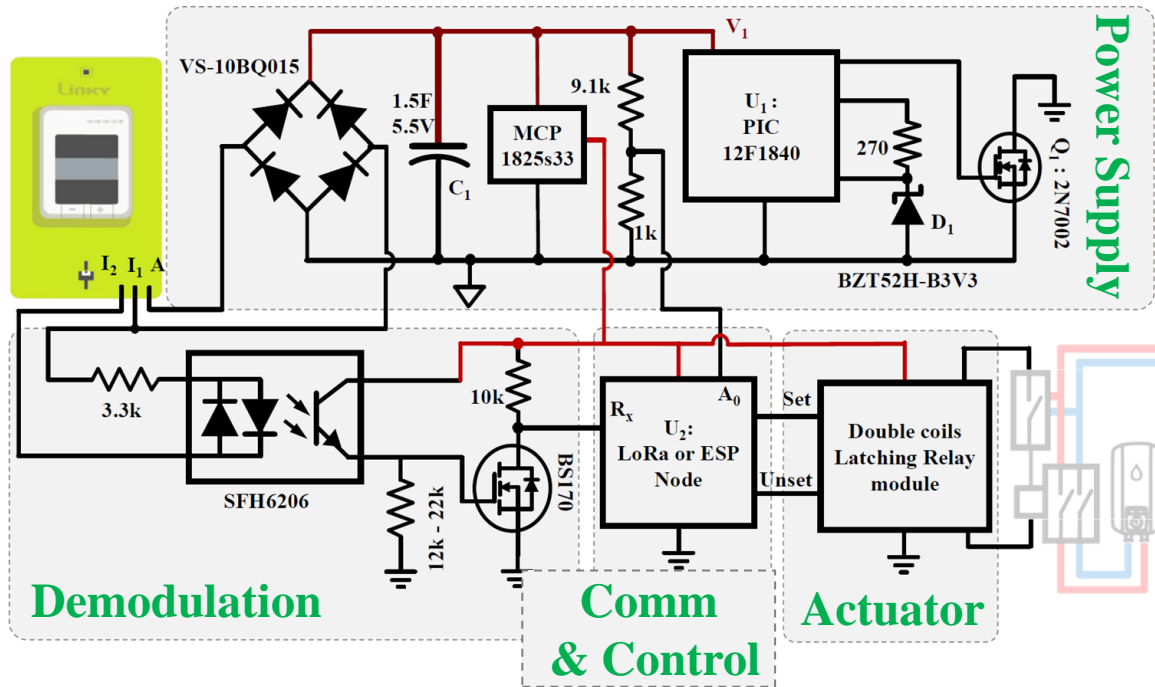 Power Supply
VS-10BQ015
V1
Linky
1.5F
5.5V
C1
MCP
1825s33
9.1k
1k
U1 :
PIC
12F1840
270
D1
BZT52H-B3V3
Q1 : 2N7002
I2 I1 A
3.3k
SFH6206
12k - 22k
10k
BS170
Rx
A0
U2:
LoRa or ESP
Node
Set
Unset
Double coils
Latching Relay
module
Demodulation
Comm
& Control
Actuator